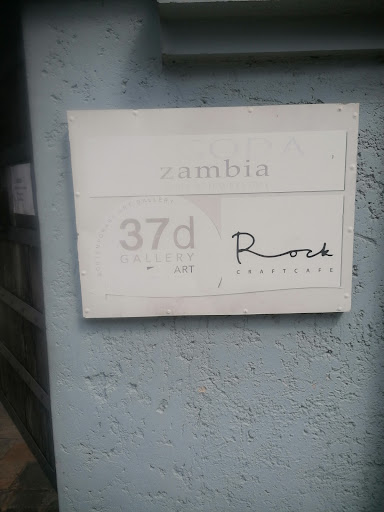 zambia
37d
GALLERY
ART
Rock
CRAFTCAFE